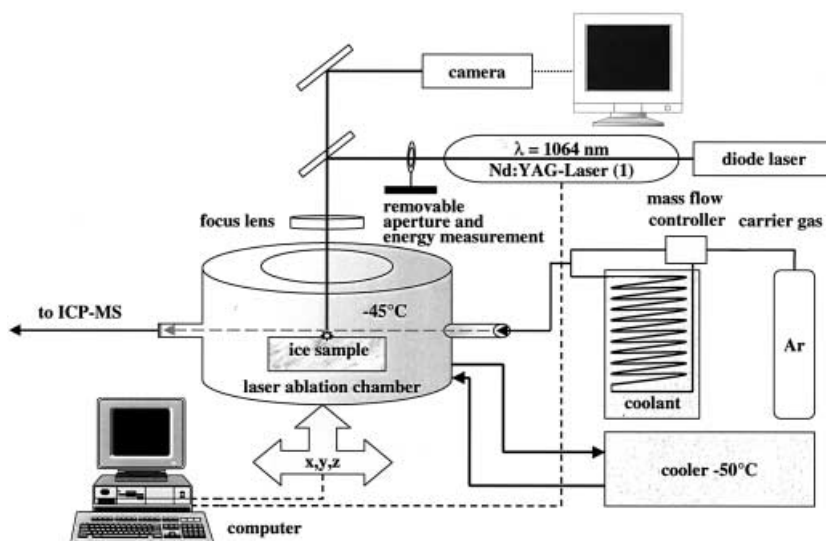 camera
λ = 1064 nm
Nd:YAG-Laser (1)
diode laser
removable
aperture and
energy measurement
focus lens
mass flow
controller
carrier gas
to ICP-MS
-45°C
ice sample
laser ablation chamber
Ar
coolant
x,y,z
cooler -50°C
computer